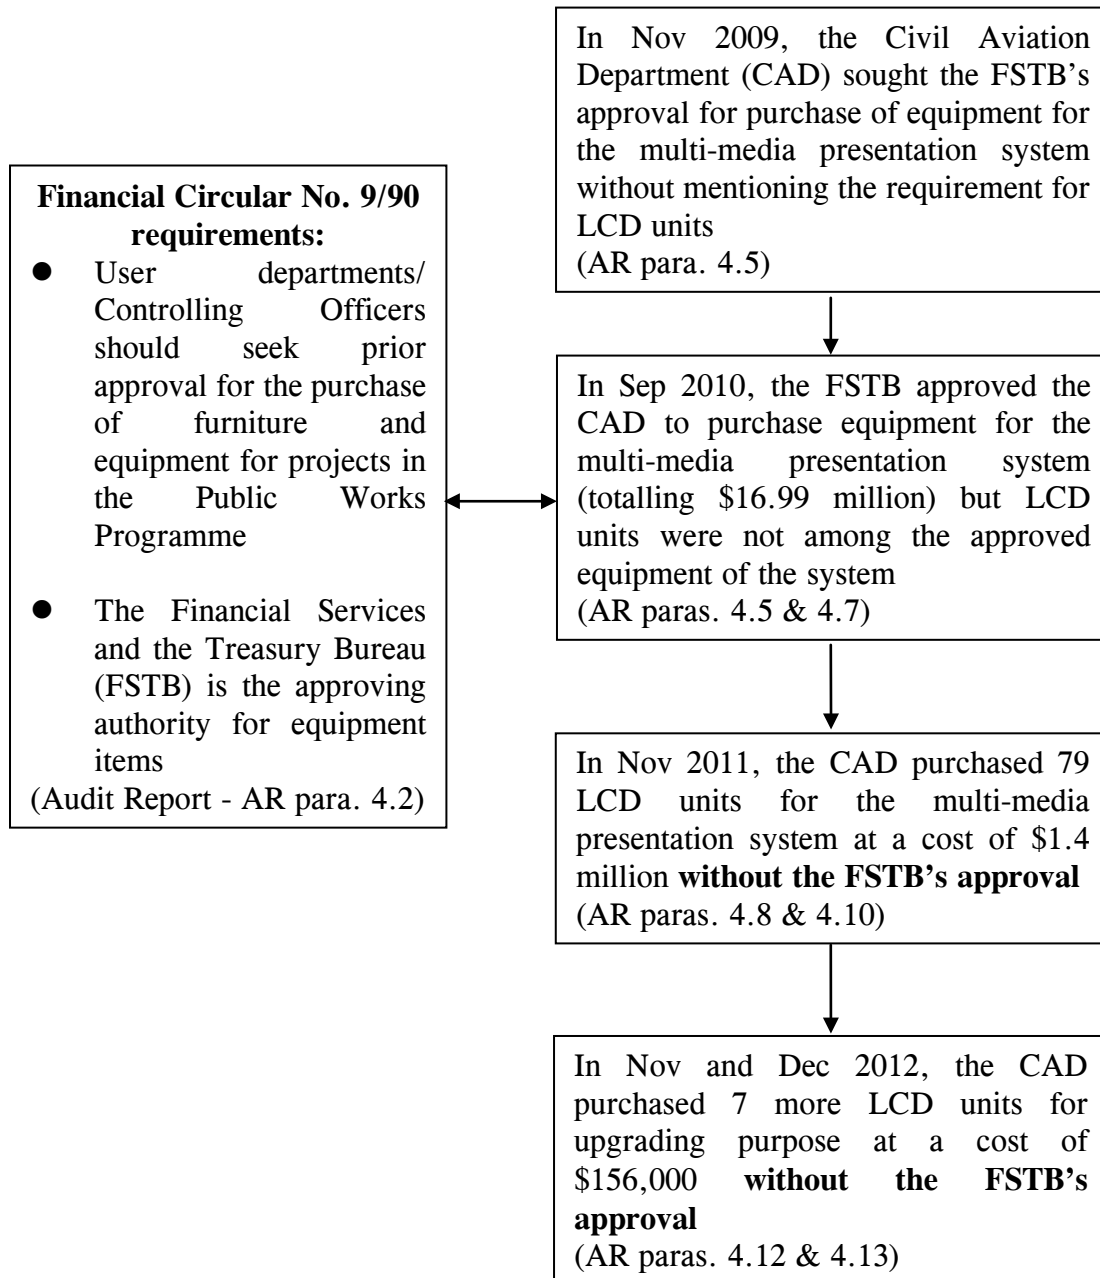 In Nov 2009, the Civil Aviation
Department (CAD) sought the FSTB's
approval for purchase of equipment for
the multi-media presentation system
without mentioning the requirement for
LCD units
(AR para. 4.5)
Financial Circular No. 9/90
requirements:
● User departments/
Controlling Officers
should seek prior
approval for the purchase
of furniture and
equipment for projects in
the Public Works
Programme
● The Financial Services
and the Treasury Bureau
(FSTB) is the approving
authority for equipment
items
(Audit Report - AR para. 4.2)
In Sep 2010, the FSTB approved the
CAD to purchase equipment for the
multi-media presentation system
(totalling $16.99 million) but LCD
units were not among the approved
equipment of the system
(AR paras. 4.5 & 4.7)
In Nov 2011, the CAD purchased 79
LCD units for the multi-media
presentation system at a cost of $1.4
million without the FSTB's approval
(AR paras. 4.8 & 4.10)
In Nov and Dec 2012, the CAD
purchased 7 more LCD units for
upgrading purpose at a cost of
$156,000 without the FSTB's
approval
(AR paras. 4.12 & 4.13)